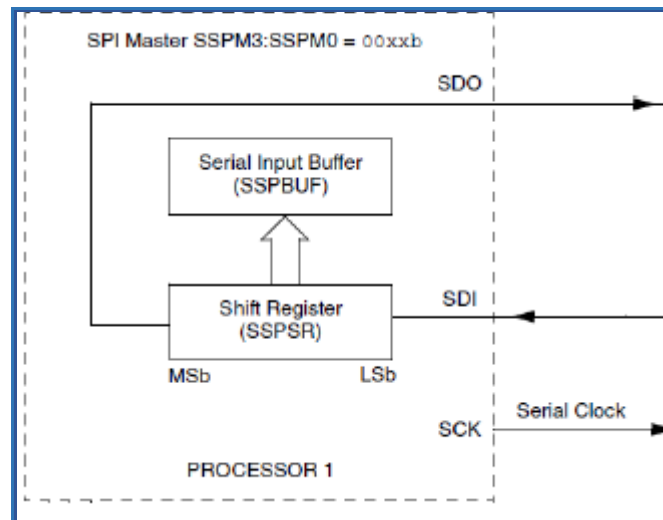 SPI Master SSPM3:SSPM0 = 00xxb
SDO
Serial Input Buffer
(SSPBUF)
Shift Register
(SSPSR)
SDI
MSb
LSb
Serial Clock
SCK
PROCESSOR 1